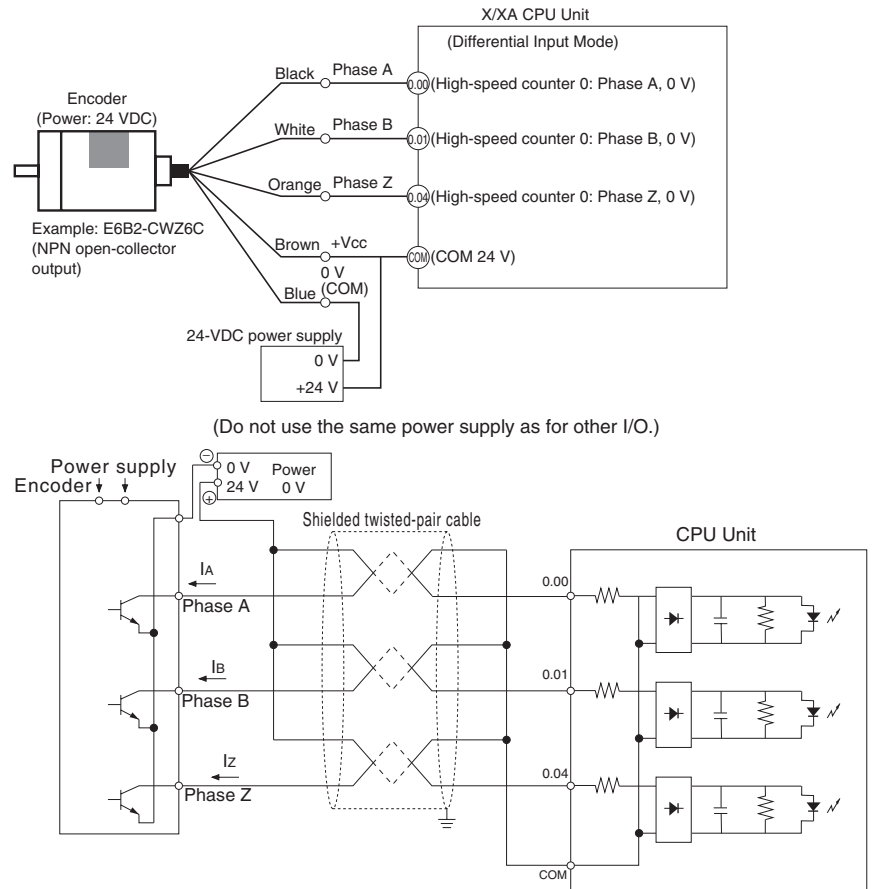 X/XA CPU Unit
(Differential Input Mode)
Encoder
(Power: 24 VDC)
Example: E6B2-CWZ6C
(NPN open-collector
output)
Black Phase A 0.00 (High-speed counter 0: Phase A, 0 V)
White Phase B 0.01 (High-speed counter 0: Phase B, 0 V)
Orange Phase Z 0.04 (High-speed counter 0: Phase Z, 0 V)
Brown +Vcc COM (COM 24 V)
0 V
Blue (COM)
24-VDC power supply
0 V
+24 V
(Do not use the same power supply as for other I/O.)
Power supply
Encoder
− 0 V Power
+ 24 V 0 V
Shielded twisted-pair cable
CPU Unit
IA
Phase A
0.00
IB
Phase B
0.01
IZ
Phase Z
0.04
COM